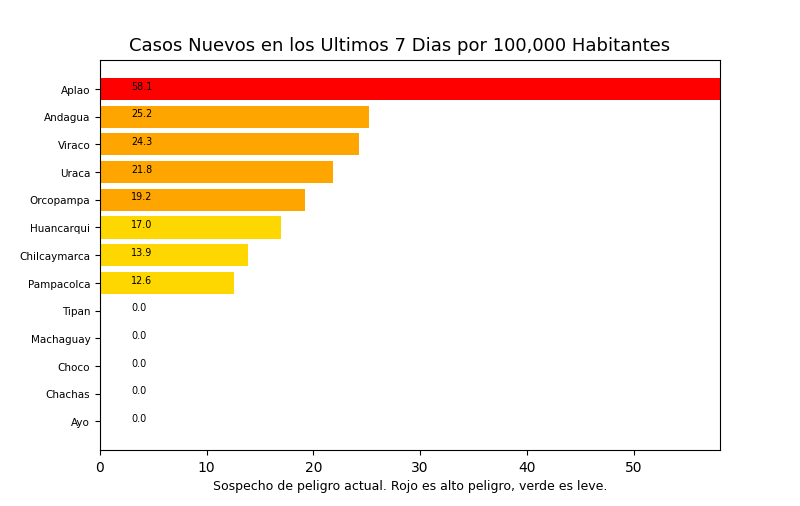 Casos Nuevos en los Ultimos 7 Dias por 100,000 Habitantes
Aplao 58.1
Andagua 25.2
Viraco 24.3
Uraca 21.8
Orcopampa 19.2
Huancarqui 17.0
Chilcaymarca 13.9
Pampacolca 12.6
Tipan 0.0
Machaguay 0.0
Choco 0.0
Chachas 0.0
Ayo 0.0
0 10 20 30 40 50
Sospecho de peligro actual. Rojo es alto peligro, verde es leve.